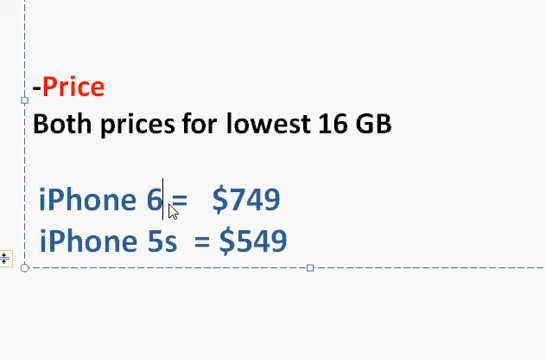 -Price
Both prices for lowest 16 GB
iPhone 6 = $749
iPhone 5s = $549